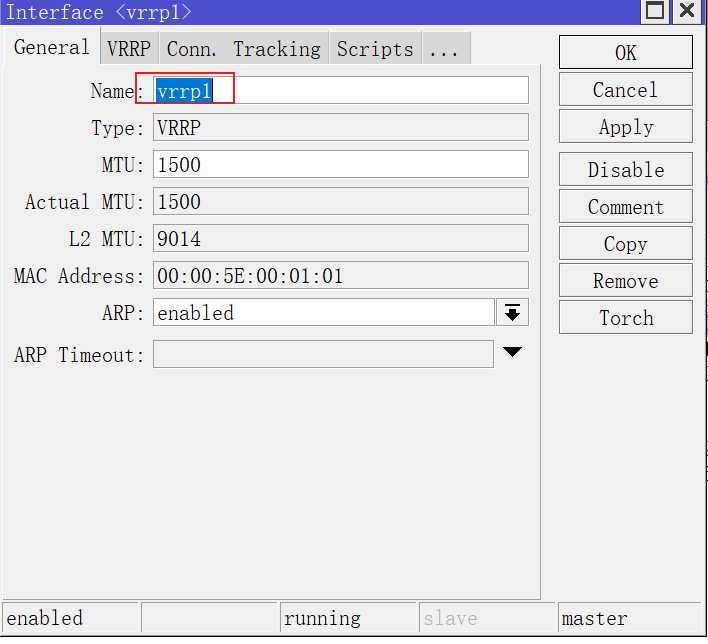 Interface <vrrp1>
General VRRP Conn. Tracking Scripts ...
Name: vrrp1
Type: VRRP
MTU: 1500
Actual MTU: 1500
L2 MTU: 9014
MAC Address: 00:00:5E:00:01:01
ARP: enabled
ARP Timeout:
OK
Cancel
Apply
Disable
Comment
Copy
Remove
Torch
enabled running slave master